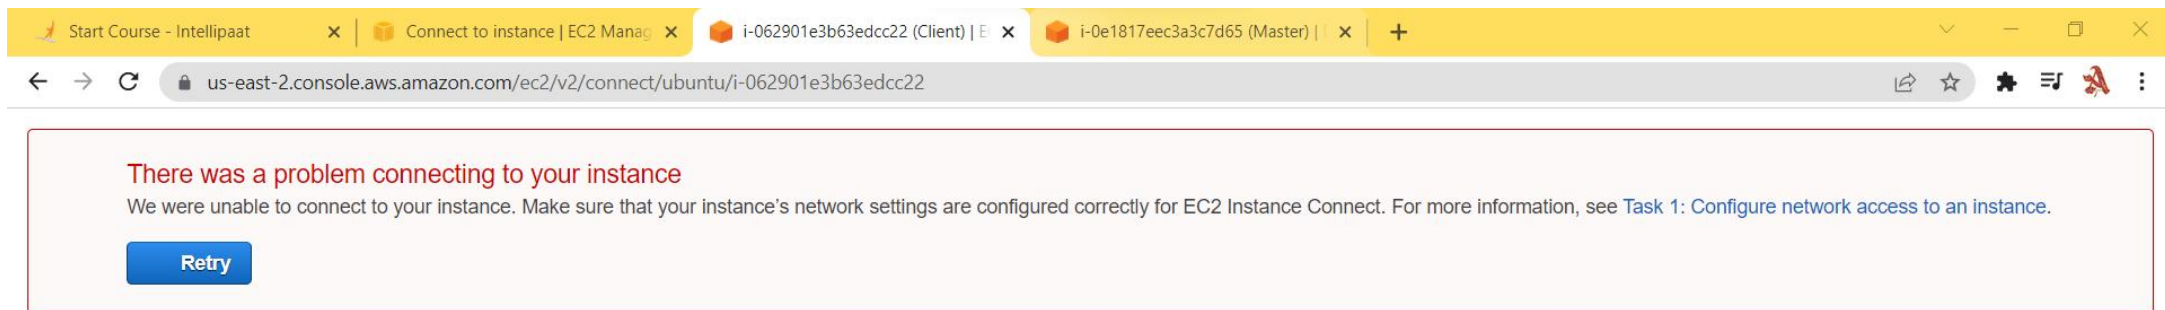 Start Course - Intellipaat
Connect to instance | EC2 Manag
i-062901e3b63edcc22 (Client) | E
i-0e1817eec3a3c7d65 (Master) |
us-east-2.console.aws.amazon.com/ec2/v2/connect/ubuntu/i-062901e3b63edcc22
There was a problem connecting to your instance
We were unable to connect to your instance. Make sure that your instance's network settings are configured correctly for EC2 Instance Connect. For more information, see Task 1: Configure network access to an instance.
Retry